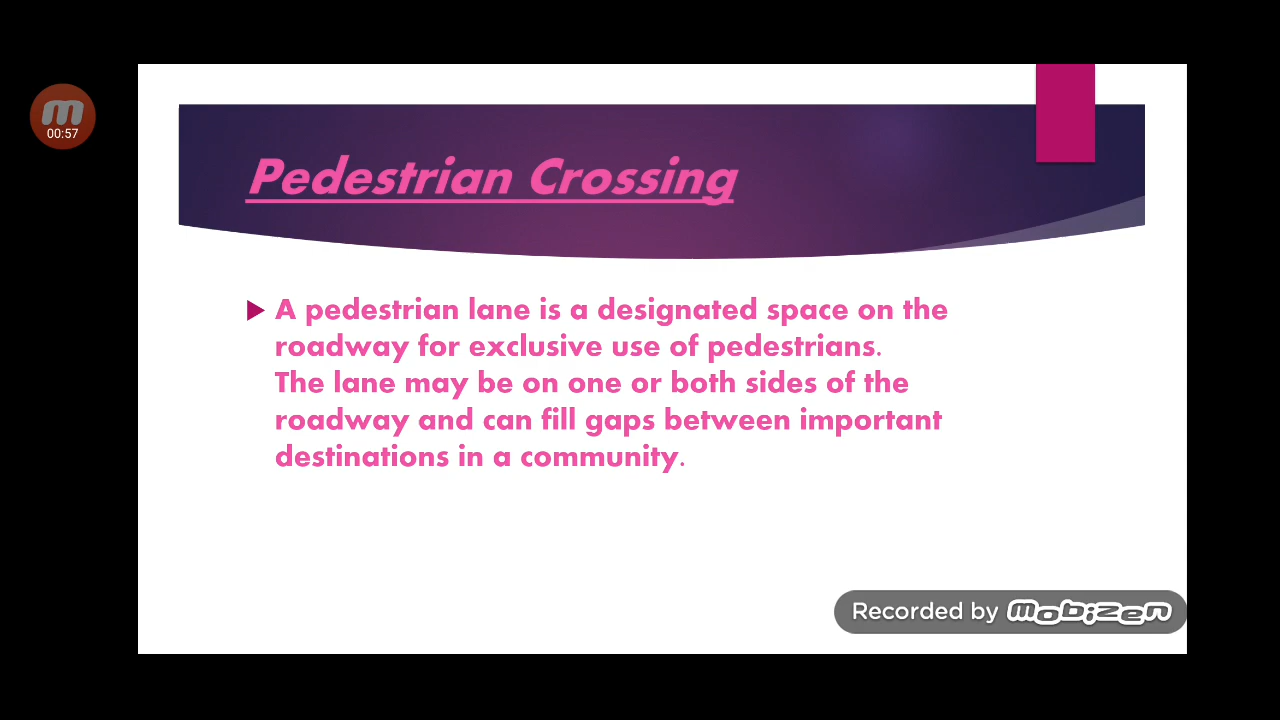 m
00:57
Pedestrian Crossing
A pedestrian lane is a designated space on the
roadway for exclusive use of pedestrians.
The lane may be on one or both sides of the
roadway and can fill gaps between important
destinations in a community.
Recorded by mobizen